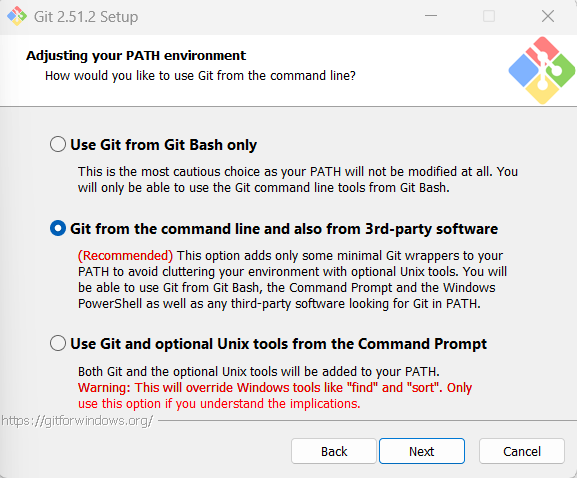 Git 2.51.2 Setup
Adjusting your PATH environment
How would you like to use Git from the command line?
Use Git from Git Bash only
This is the most cautious choice as your PATH will not be modified at all. You
will only be able to use the Git command line tools from Git Bash.
Git from the command line and also from 3rd-party software
(Recommended) This option adds only some minimal Git wrappers to your
PATH to avoid cluttering your environment with optional Unix tools. You will
be able to use Git from Git Bash, the Command Prompt and the Windows
PowerShell as well as any third-party software looking for Git in PATH.
Use Git and optional Unix tools from the Command Prompt
Both Git and the optional Unix tools will be added to your PATH.
Warning: This will override Windows tools like "find" and "sort". Only
use this option if you understand the implications.
https://gitforwindows.org/
Back
Next
Cancel